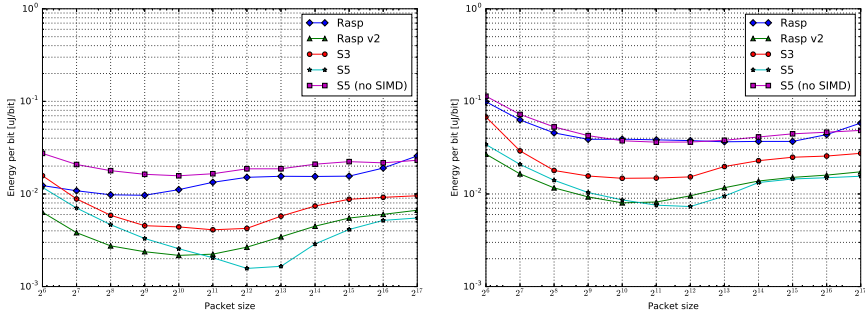 10^0
10^-1
10^-2
10^-3
Energy per bit [uJ/bit]
Rasp
Rasp v2
S3
S5
S5 (no SIMD)
2^6 2^7 2^8 2^9 2^10 2^11 2^12 2^13 2^14 2^15 2^16 2^17
Packet size
10^0
10^-1
10^-2
10^-3
Energy per bit [uJ/bit]
Rasp
Rasp v2
S3
S5
S5 (no SIMD)
2^6 2^7 2^8 2^9 2^10 2^11 2^12 2^13 2^14 2^15 2^16 2^17
Packet size